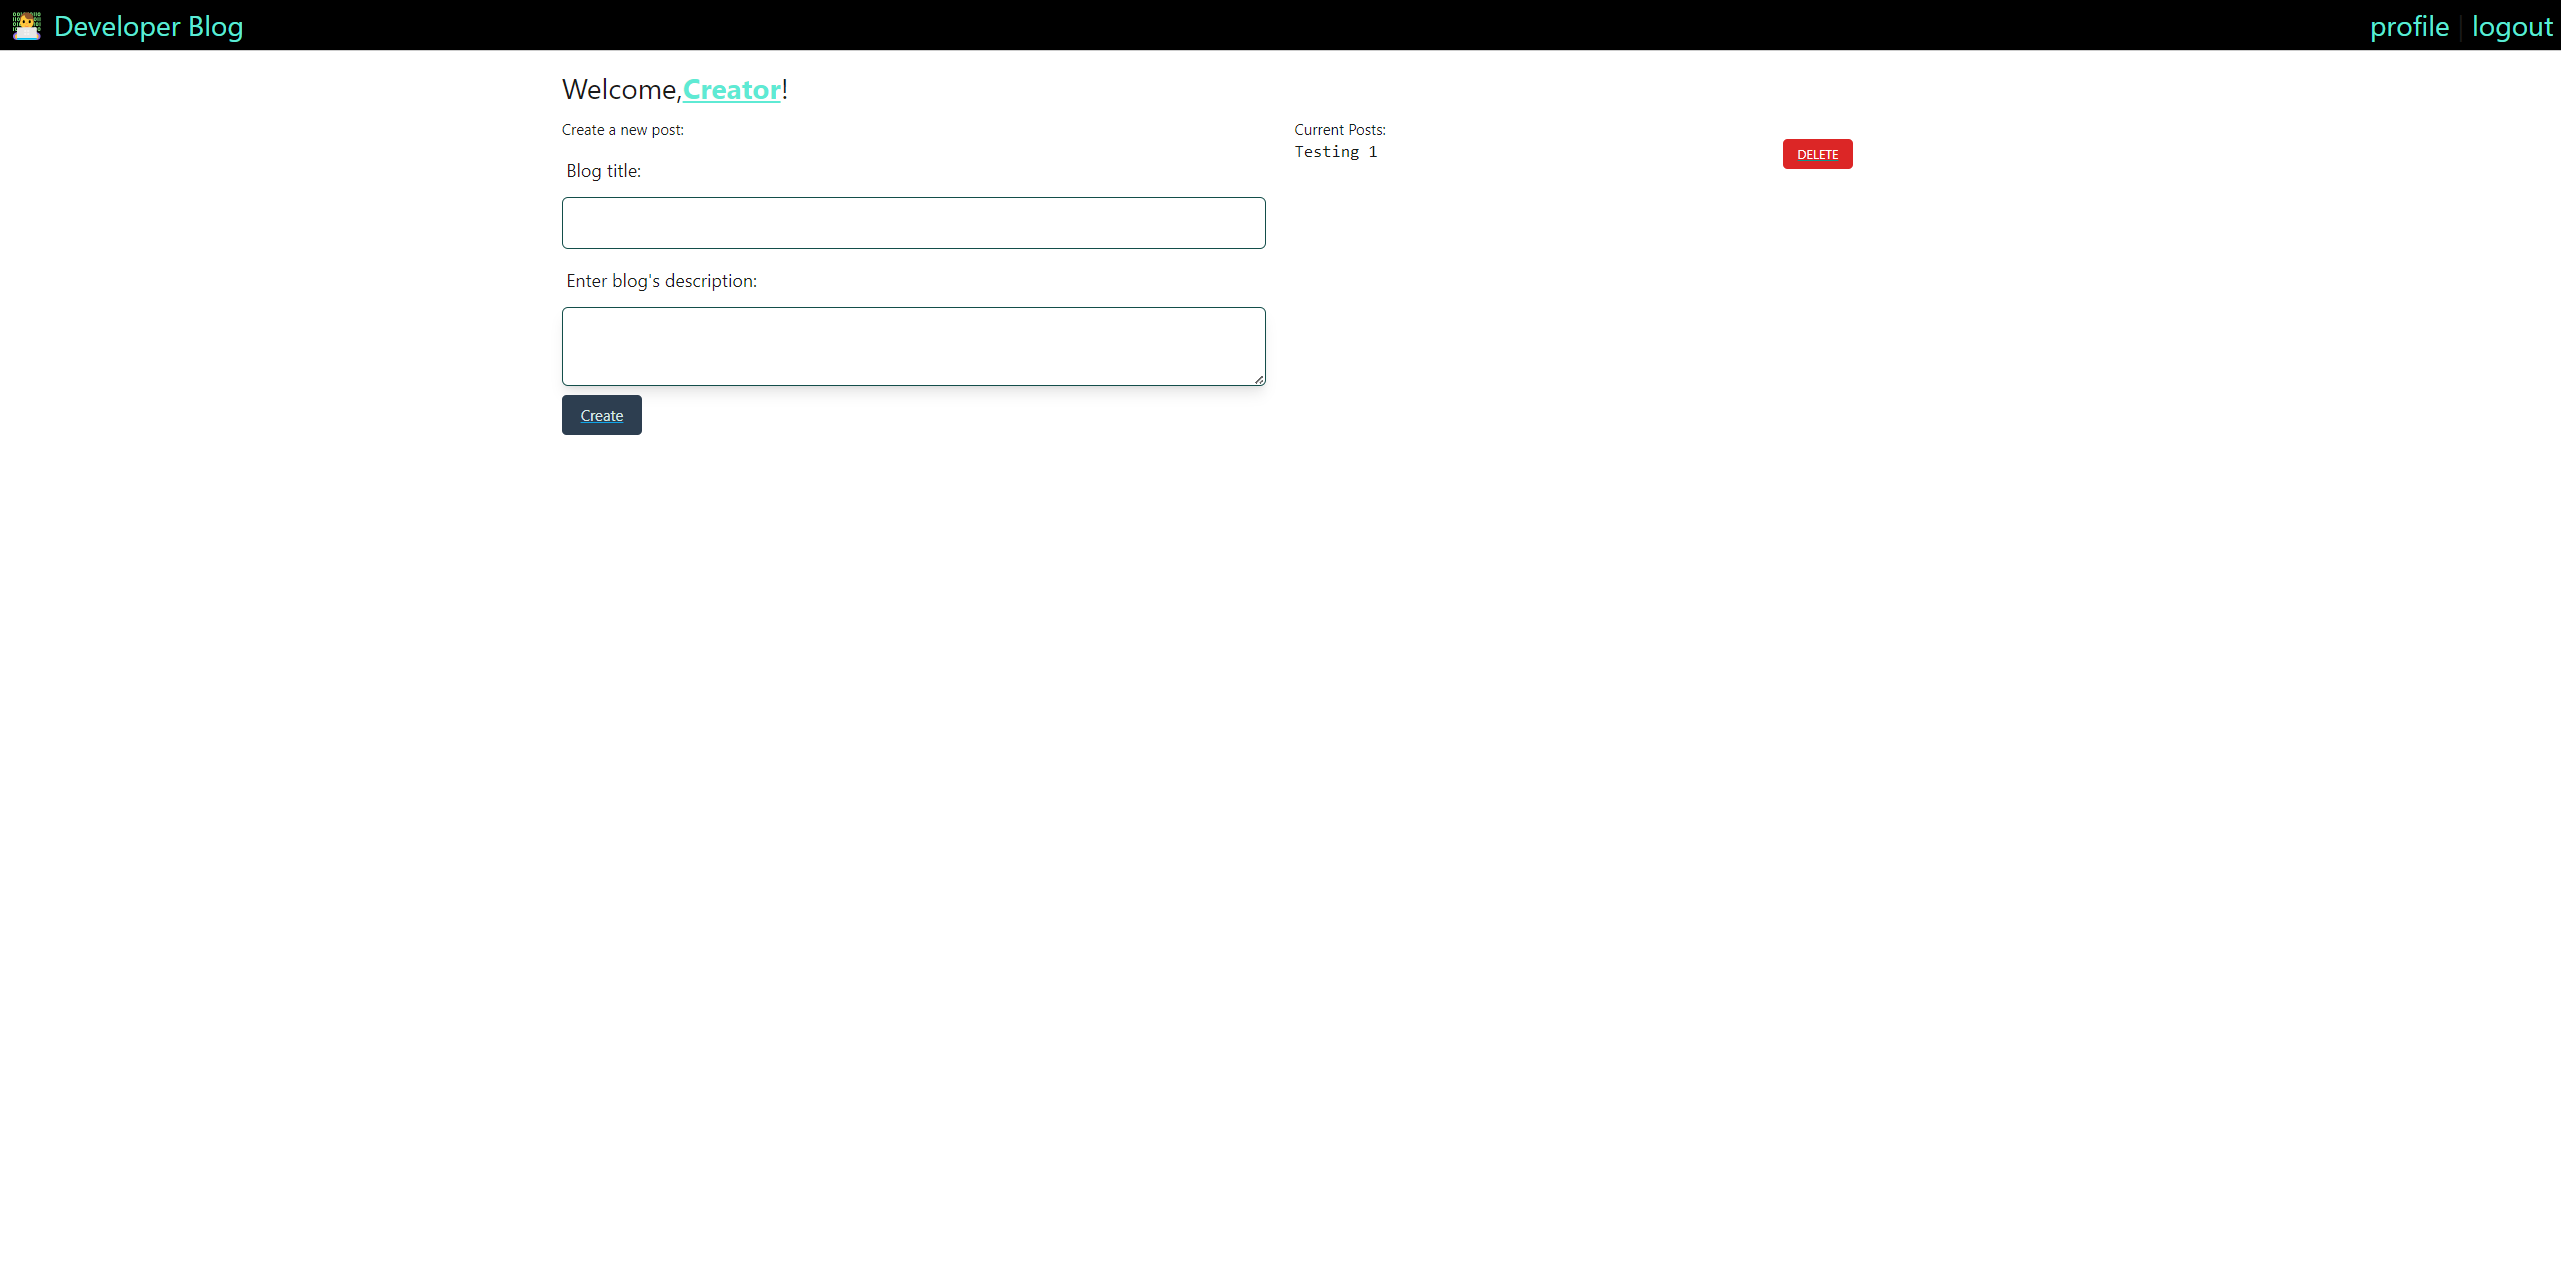 Developer Blog
profile | logout
Welcome,Creator!
Create a new post:
Blog title:
Enter blog's description:
Create
Current Posts:
Testing 1
DELETE